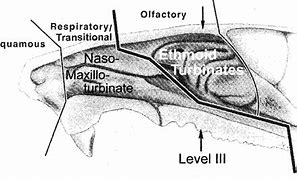 Olfactory
Respiratory/
Transitional
quamous
Naso-
Maxillo-
turbinate
Ethmoid
Turbinates
Level III